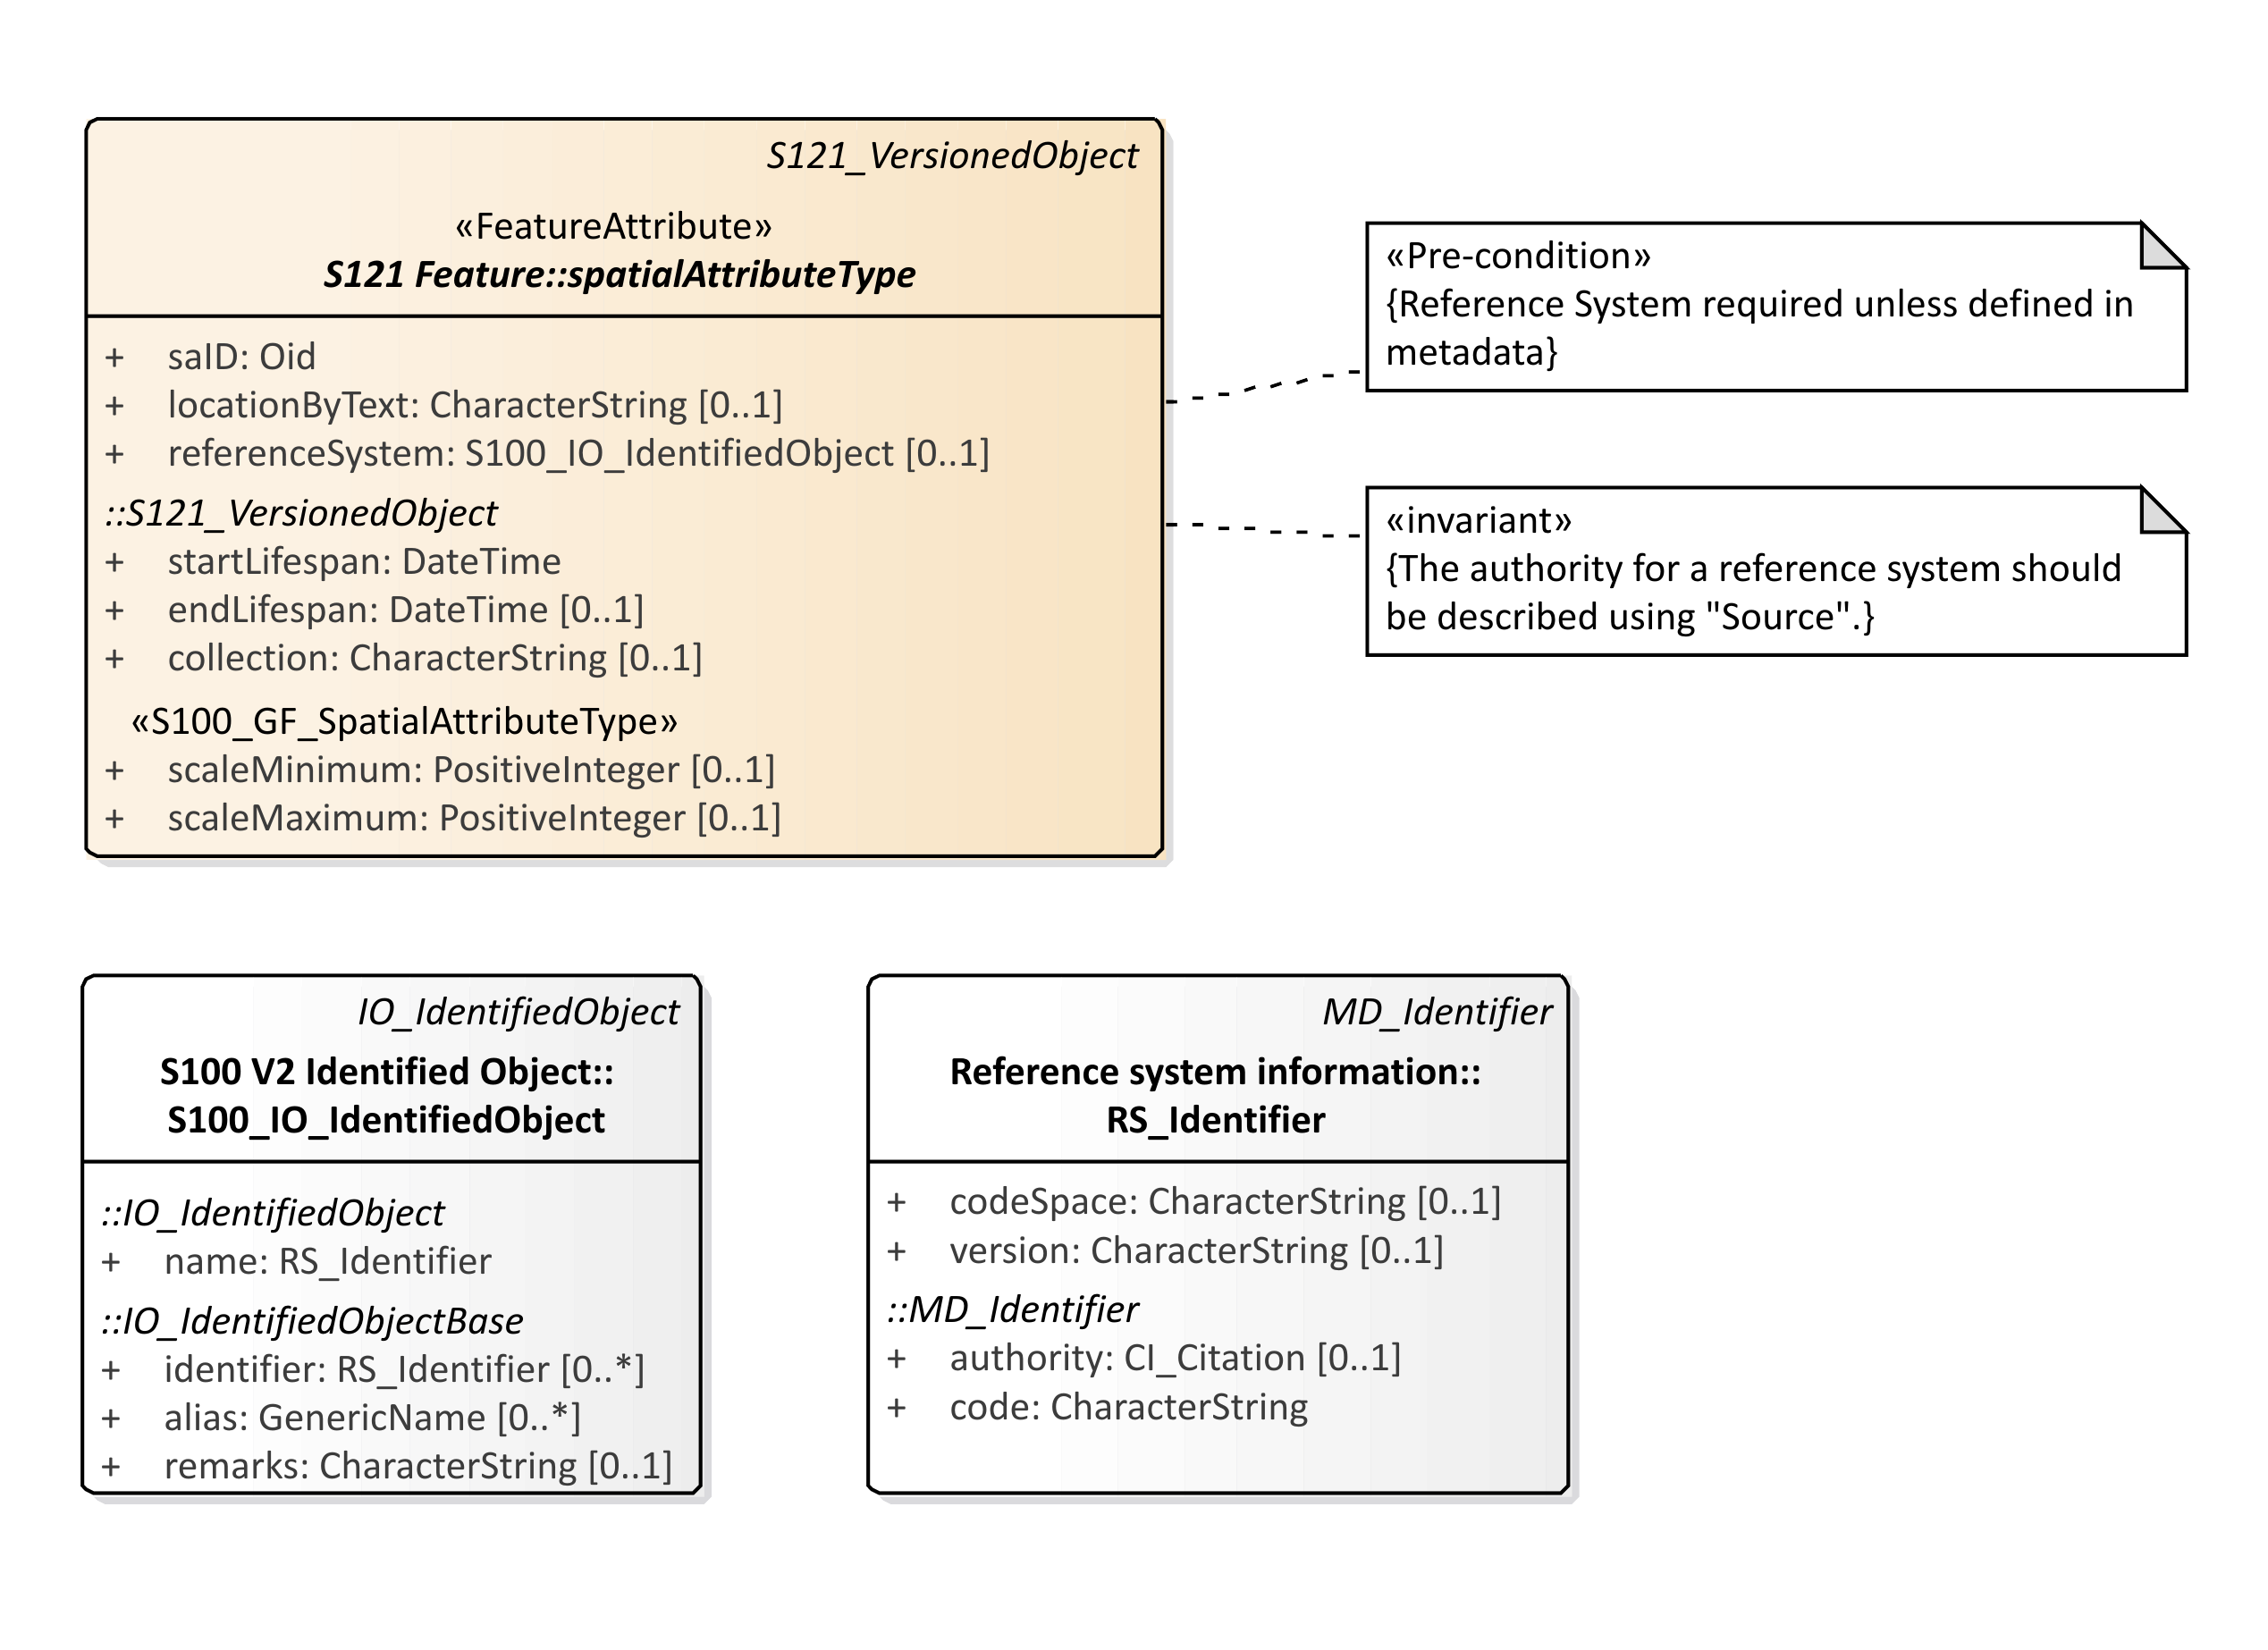 S121_VersionedObject
«FeatureAttribute»
S121 Feature::spatialAttributeType
+ saID: Oid
+ locationByText: CharacterString [0..1]
+ referenceSystem: S100_IO_IdentifiedObject [0..1]
::S121_VersionedObject
+ startLifespan: DateTime
+ endLifespan: DateTime [0..1]
+ collection: CharacterString [0..1]
«S100_GF_SpatialAttributeType»
+ scaleMinimum: PositiveInteger [0..1]
+ scaleMaximum: PositiveInteger [0..1]
«Pre-condition»
{Reference System required unless defined in
metadata}
«invariant»
{The authority for a reference system should
be described using "Source".}
IO_IdentifiedObject
S100 V2 Identified Object::
S100_IO_IdentifiedObject
::IO_IdentifiedObject
+ name: RS_Identifier
::IO_IdentifiedObjectBase
+ identifier: RS_Identifier [0..*]
+ alias: GenericName [0..*]
+ remarks: CharacterString [0..1]
MD_Identifier
Reference system information::
RS_Identifier
+ codeSpace: CharacterString [0..1]
+ version: CharacterString [0..1]
::MD_Identifier
+ authority: CI_Citation [0..1]
+ code: CharacterString